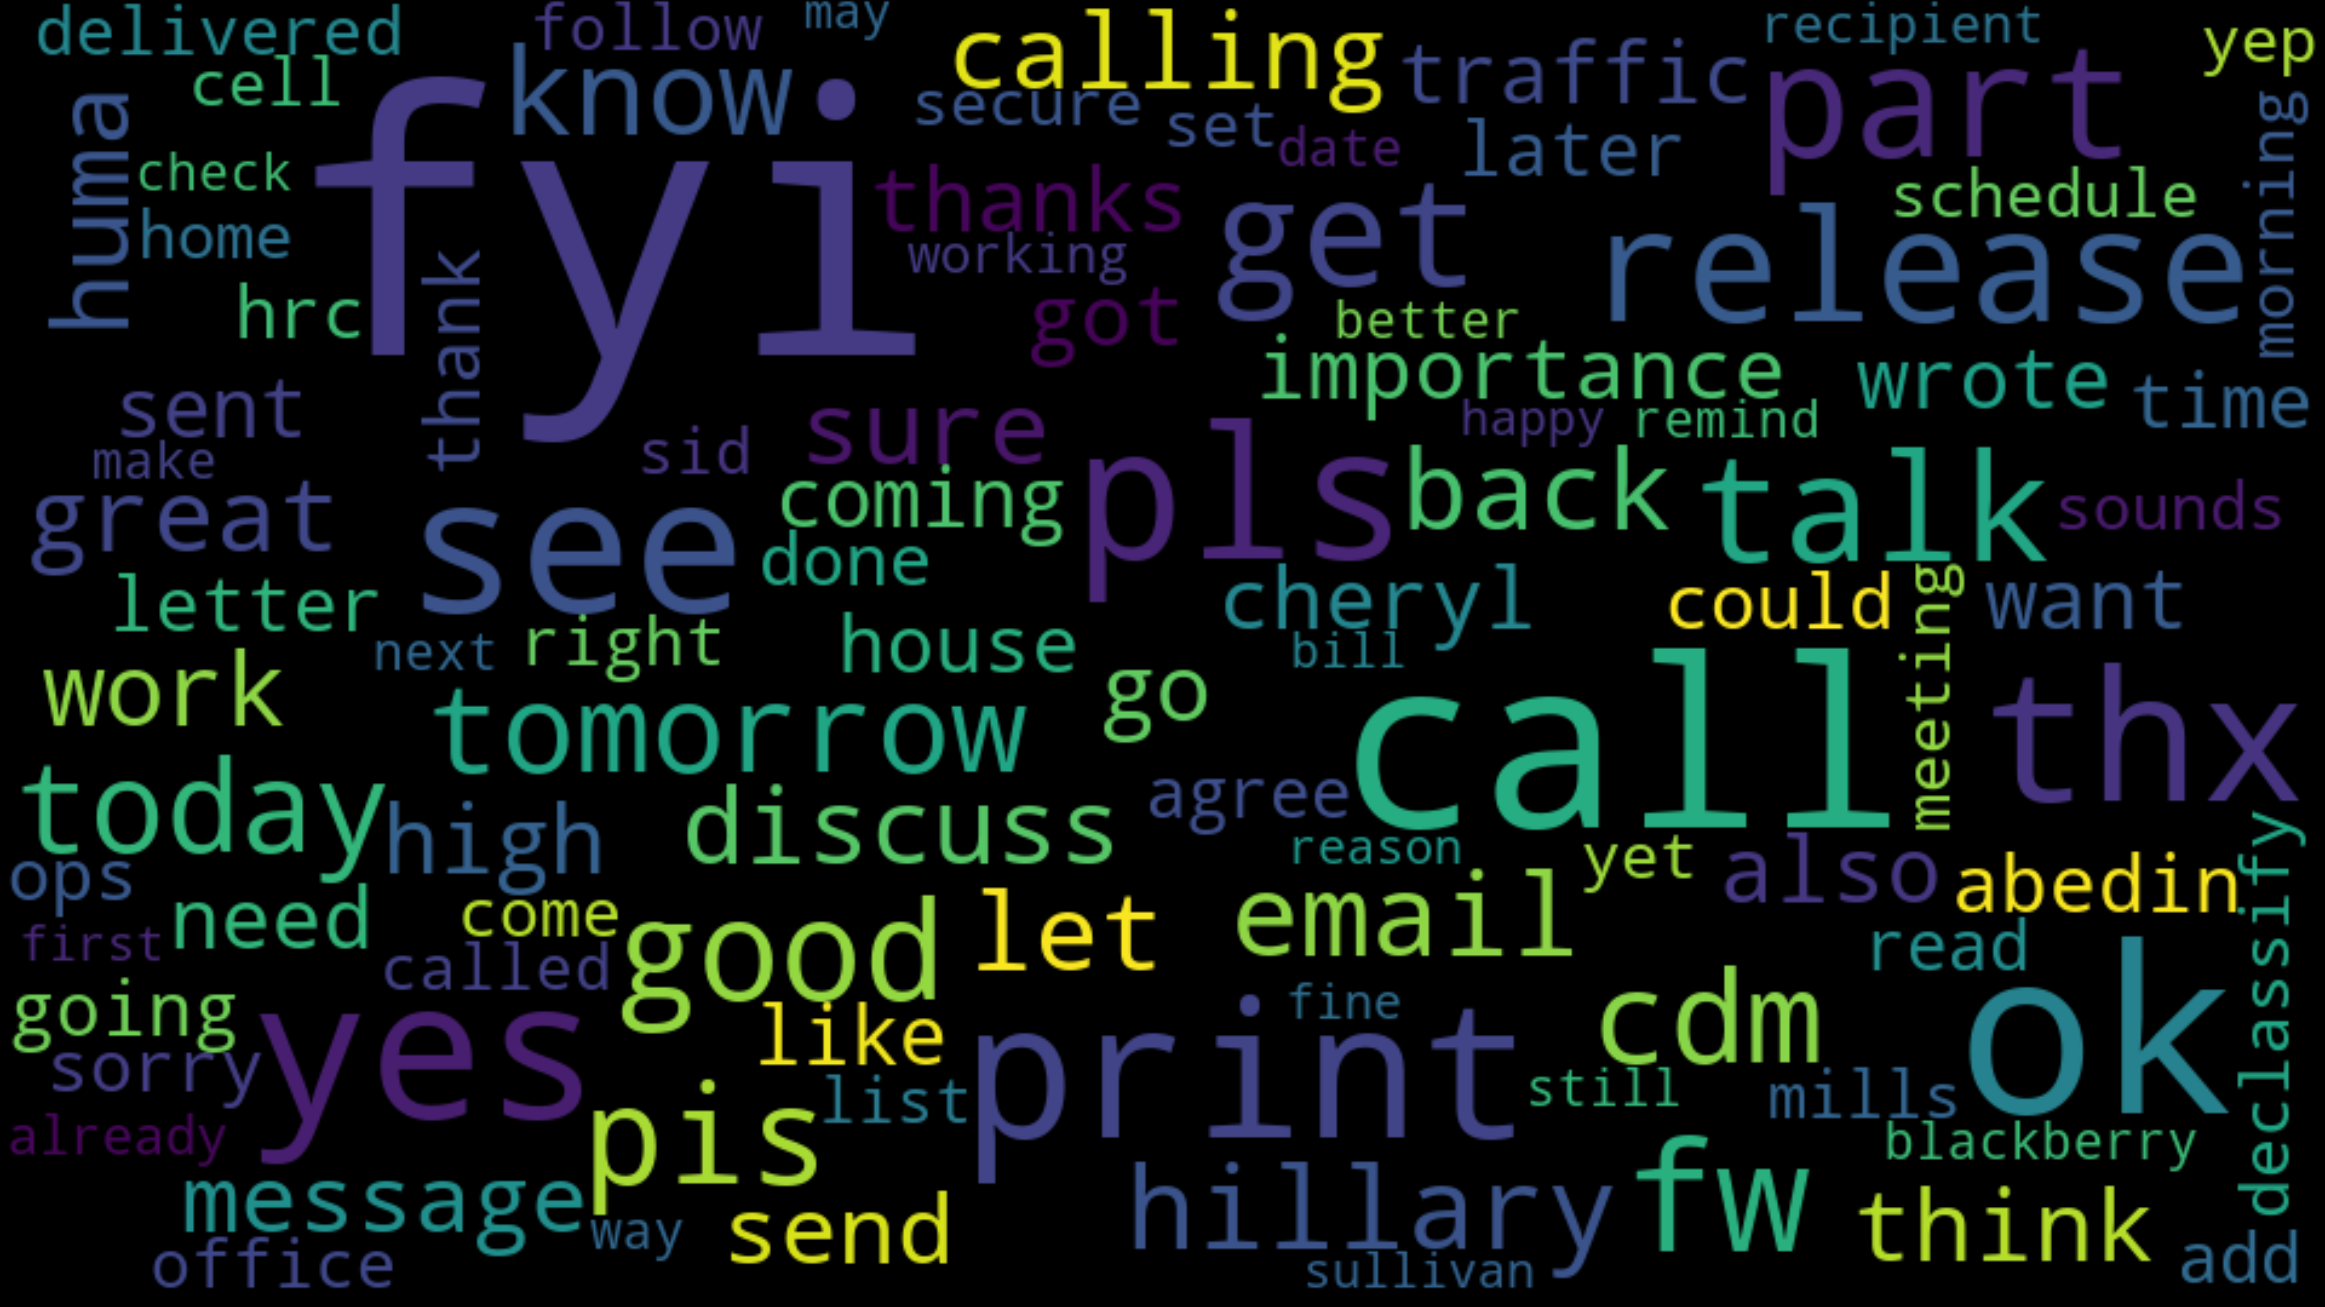 delivered
follow
may
calling
recipient
yep
cell
know
traffic
part
huma
fyi
secure
set
date
later
morning
check
thanks
get
schedule
home
working
release
hrc
thank
got
better
importance
wrote
time
sent
sid
sure
happy
remind
make
pls
back
talk
sounds
great
see
coming
done
letter
cheryl
could
meeting
want
next
right
house
bill
work
go
call
thx
tomorrow
today
high
discuss
agree
reason
yet
also
abedin
declassify
ops
need
come
good
let
email
read
first
called
going
yes
like
print
fine
cdm
ok
sorry
pis
list
still
mills
already
blackberry
message
way
send
hillary
fw
think
office
sullivan
add